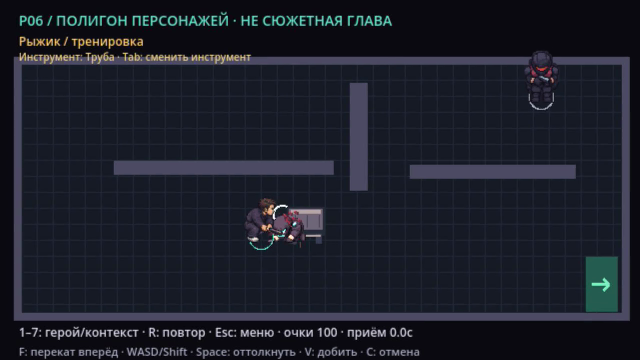 P06 / ПОЛИГОН ПЕРСОНАЖЕЙ · НЕ СЮЖЕТНАЯ ГЛАВА
Рыжик / тренировка
Инструмент: Труба · Tab: сменить инструмент
→
1–7: герой/контекст · R: повтор · Esc: меню · очки 100 · приём 0.0с
F: перекат вперёд · WASD/Shift · Space: оттолкнуть · V: добить · C: отмена